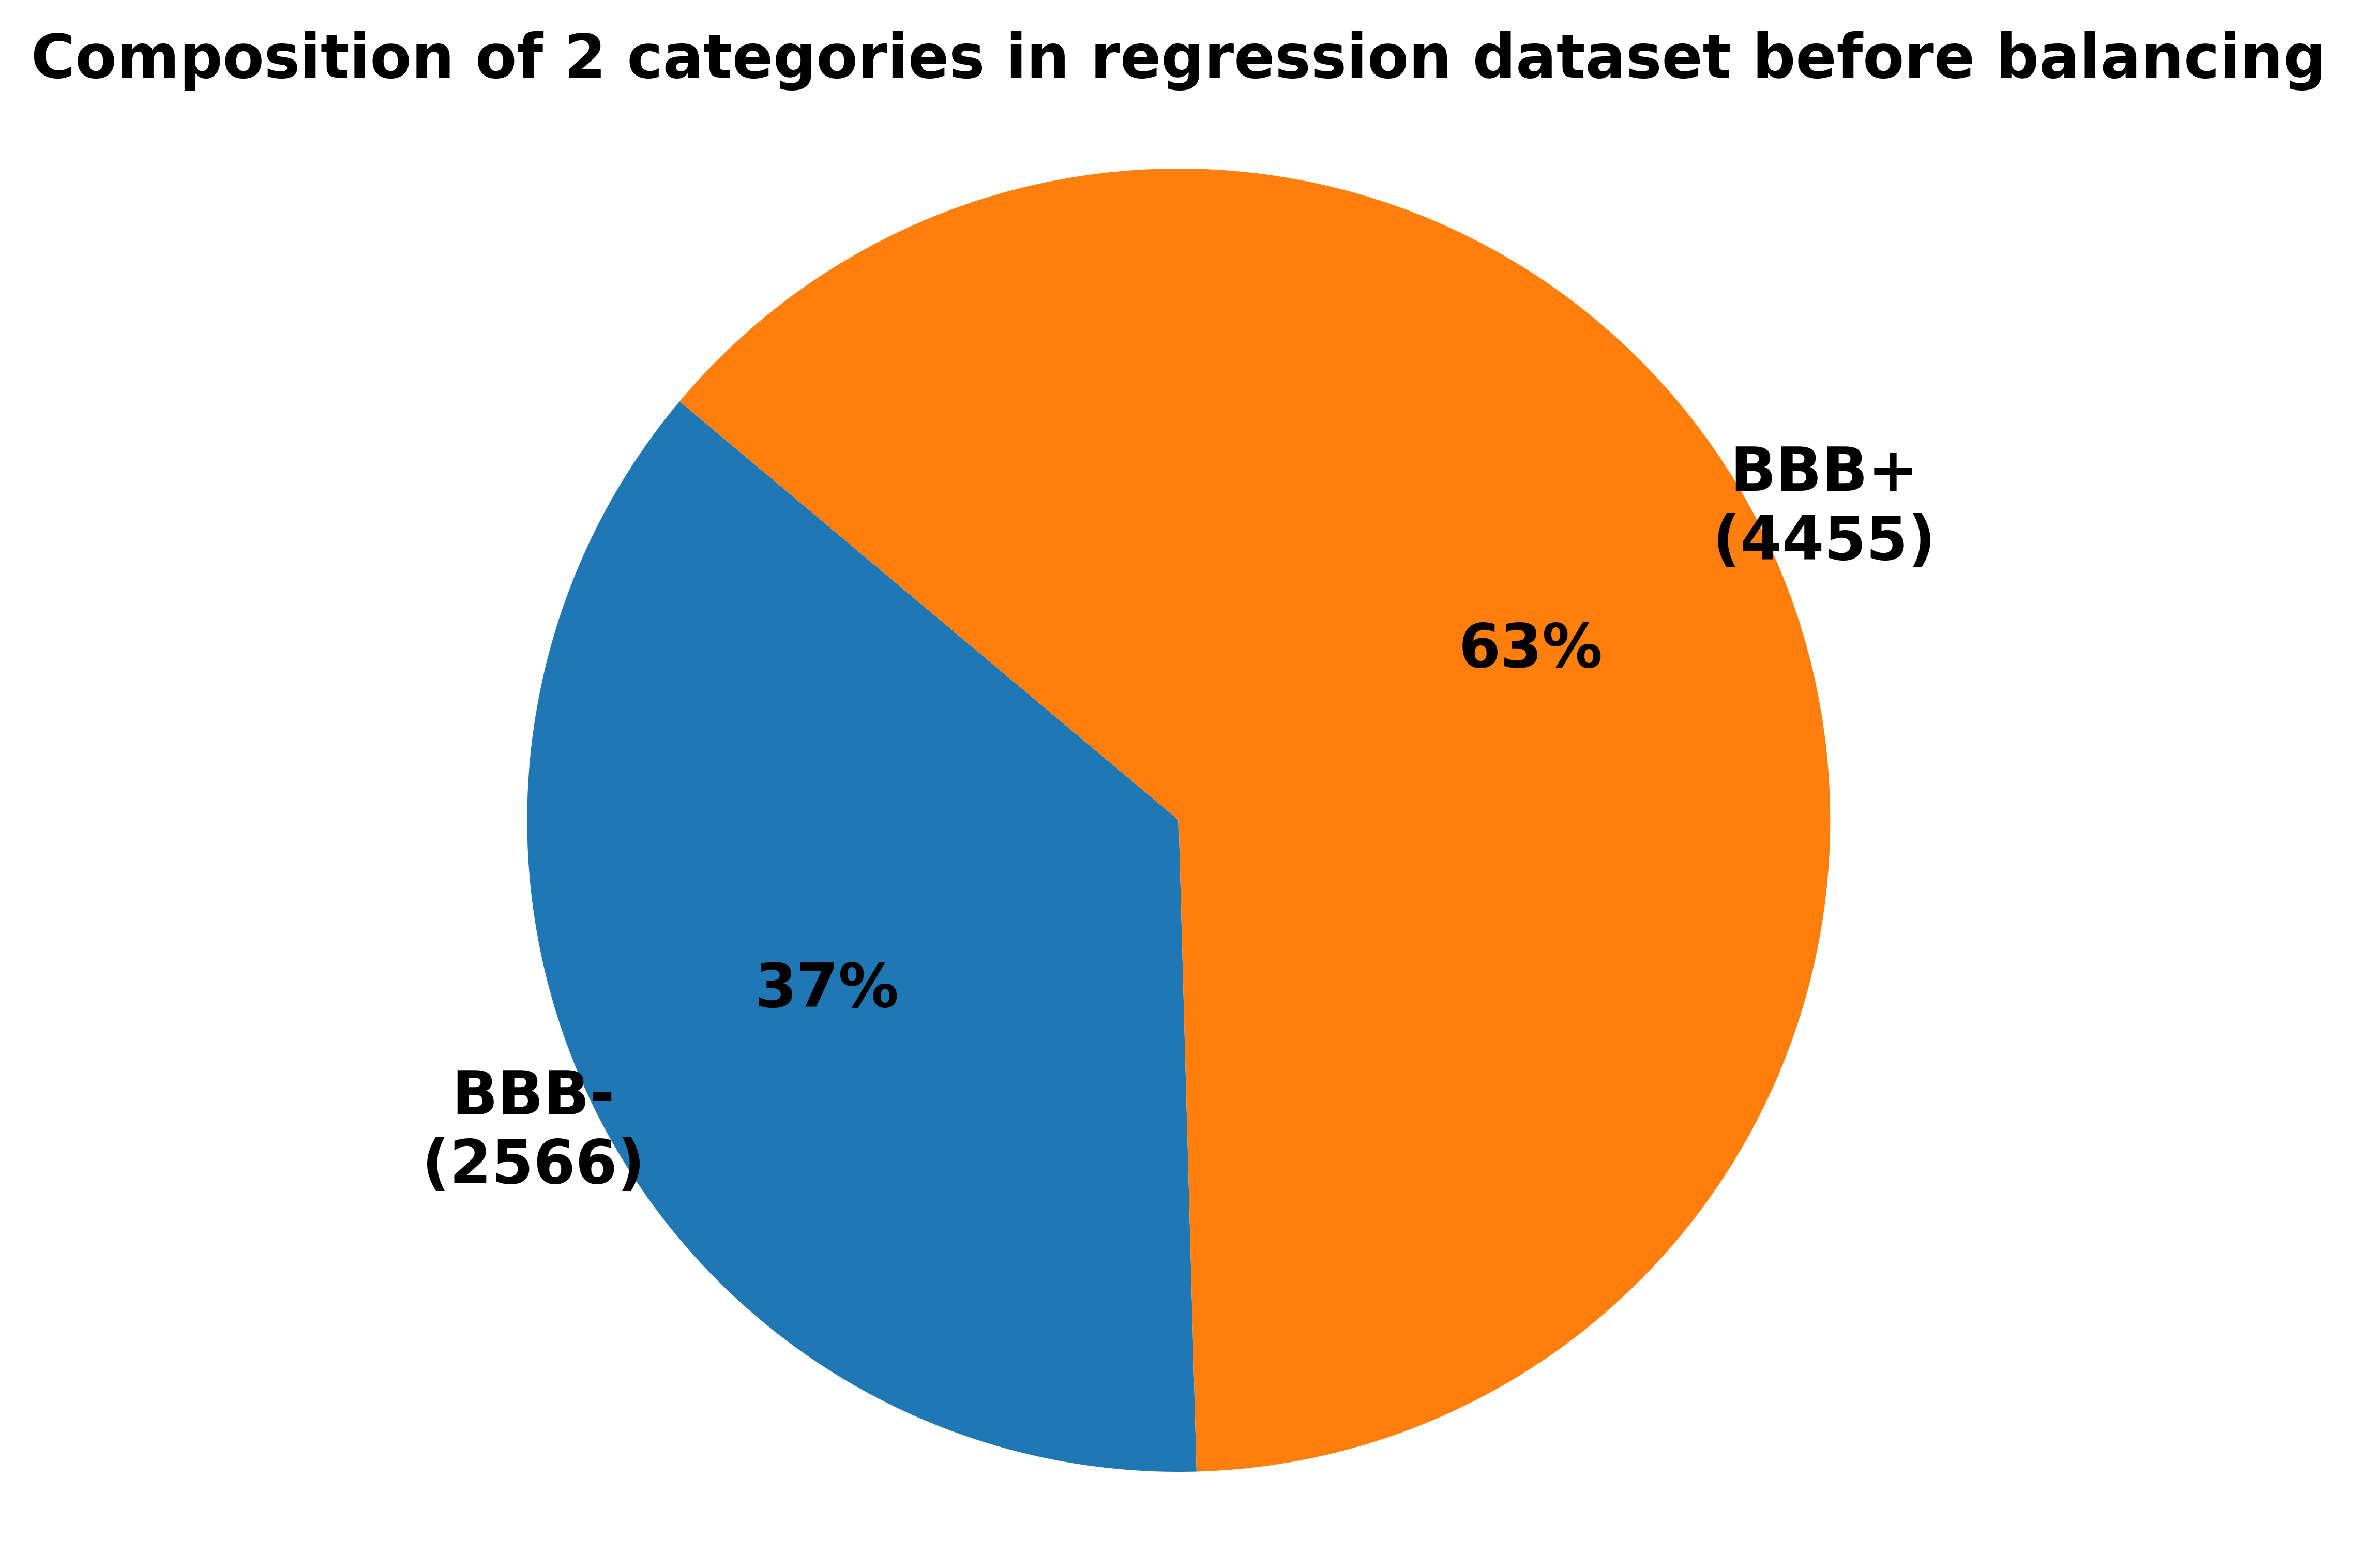 Composition of 2 categories in regression dataset before balancing
BBB+
(4455)
63%
37%
BBB-
(2566)